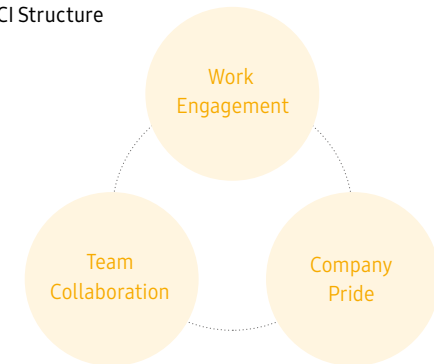 CI Structure
Work
Engagement
Team
Collaboration
Company
Pride